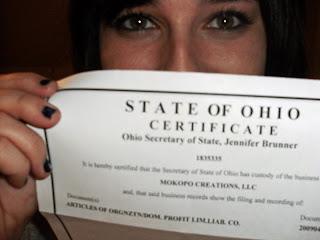 STATE OF OHIO
CERTIFICATE
Ohio Secretary of State, Jennifer Brunner
1835335
It is hereby certified that the Secretary of State of Ohio has custody of the business
MOKOPO CREATIONS, LLC
and, that said business records show the filing and recording of:
Document(s)
Document
ARTICLES OF ORGNZTN/DOM. PROFIT LIM.LIAB. CO.
200904